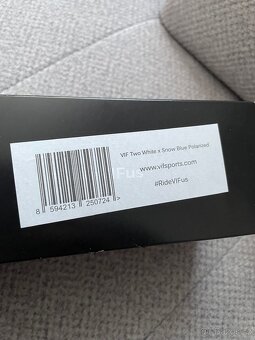 VIF Two White x Snow Blue Polarized
www.vifsports.com
#RideVIFus
8 594213 250724 >